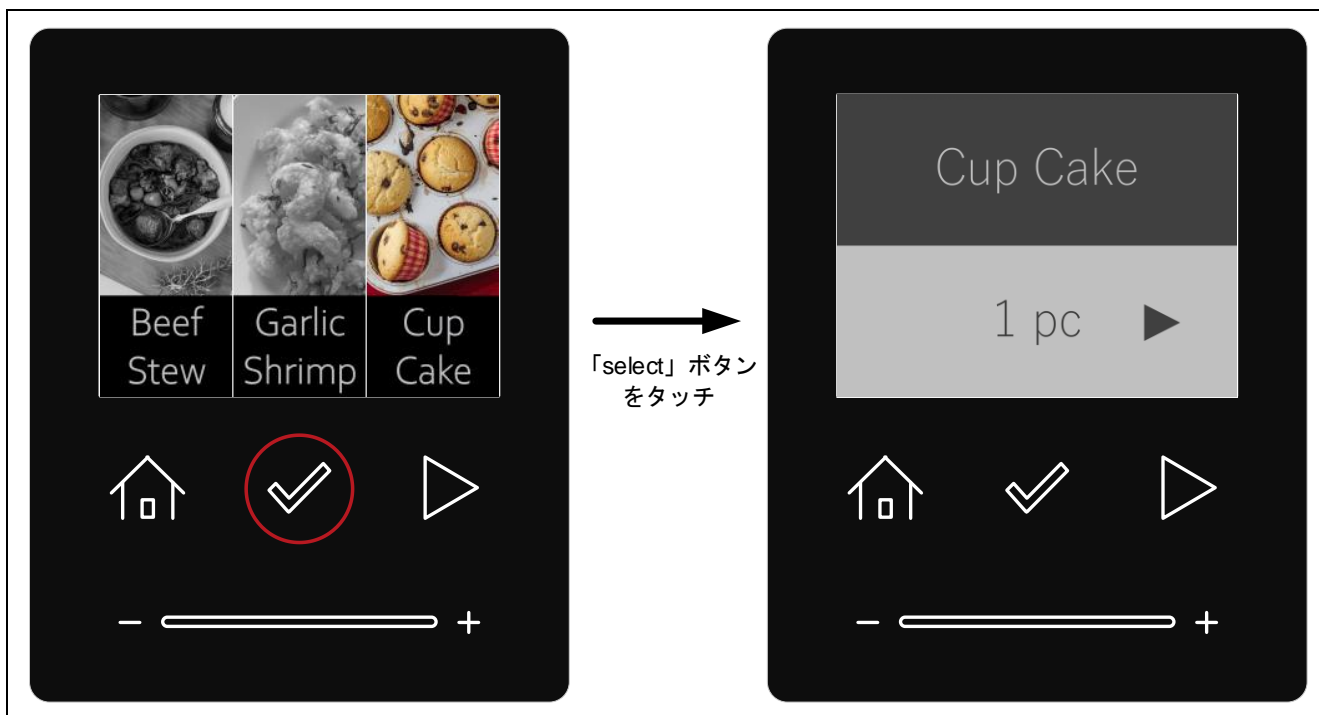 Beef
Stew
Garlic
Shrimp
Cup
Cake
「select」ボタン
をタッチ
Cup Cake
1 pc ▶
− +
− +